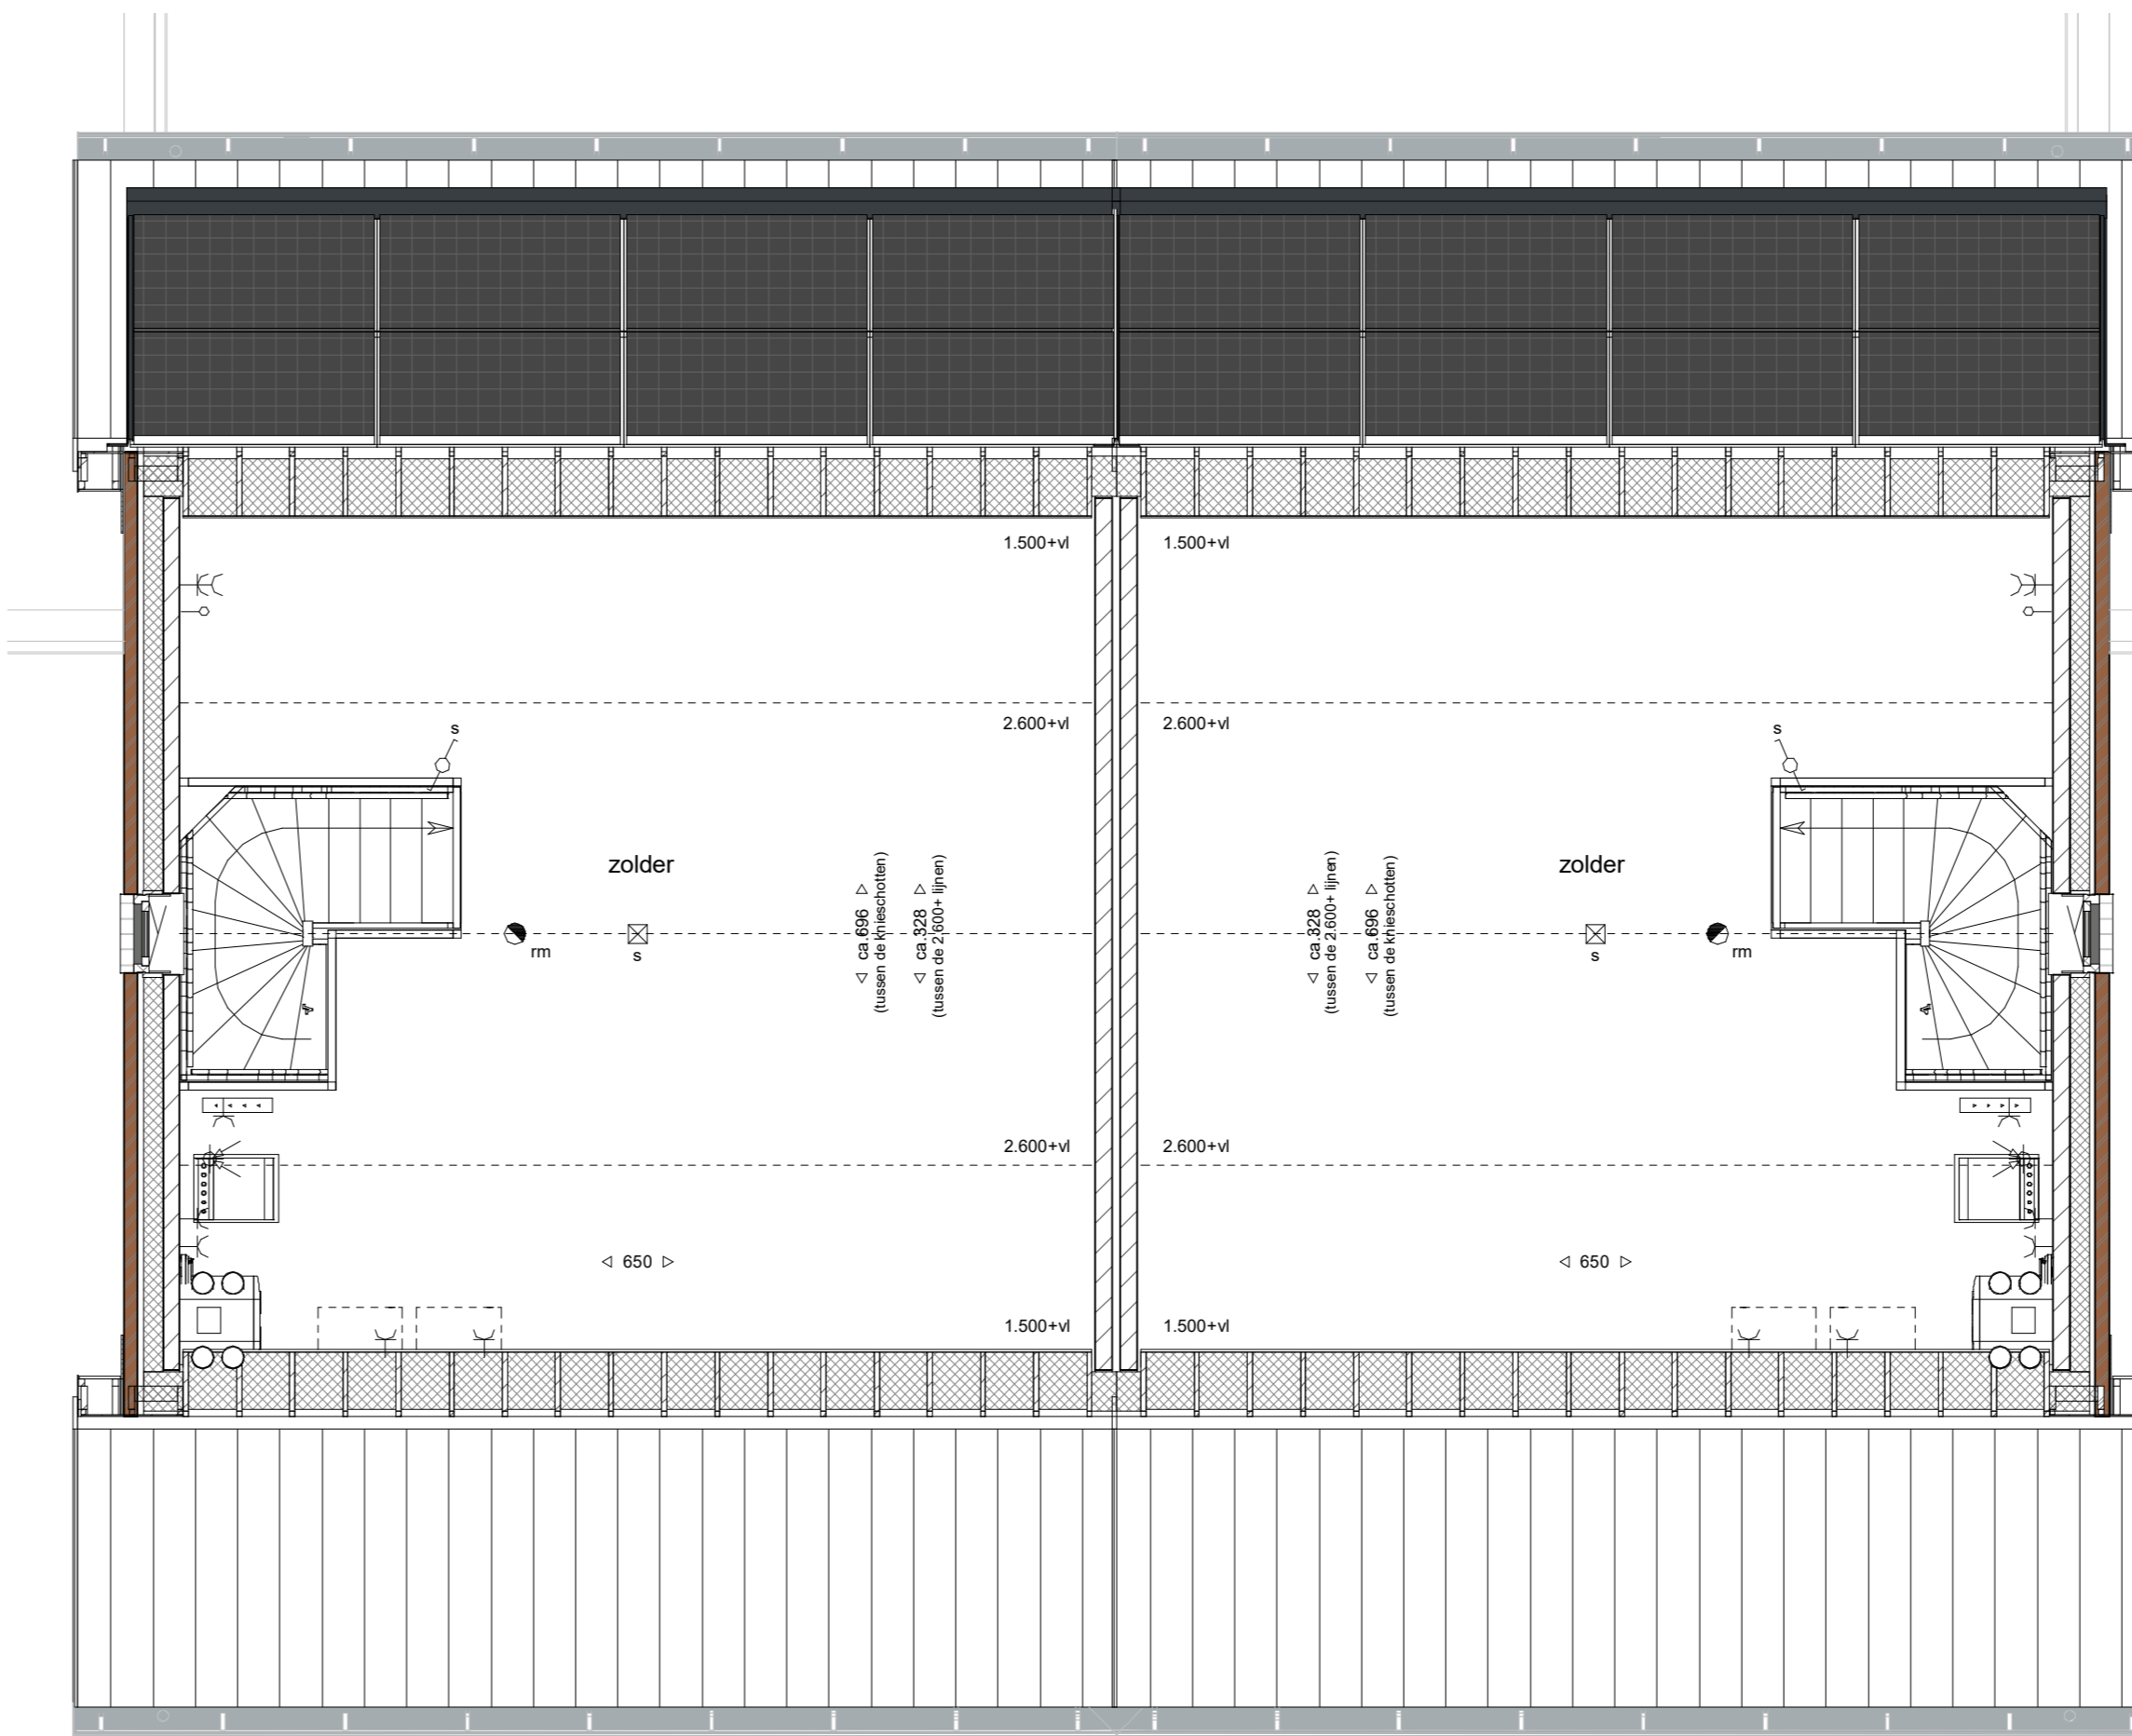 1.500+vl 1.500+vl
2.600+vl 2.600+vl
s s
zolder zolder
ca.696
(tussen de knieschotten)
ca.328
(tussen de 2.600+ lijnen)
ca.328
(tussen de 2.600+ lijnen)
ca.696
(tussen de knieschotten)
rm s s rm
4 4
2.600+vl 2.600+vl
650 650
1.500+vl 1.500+vl